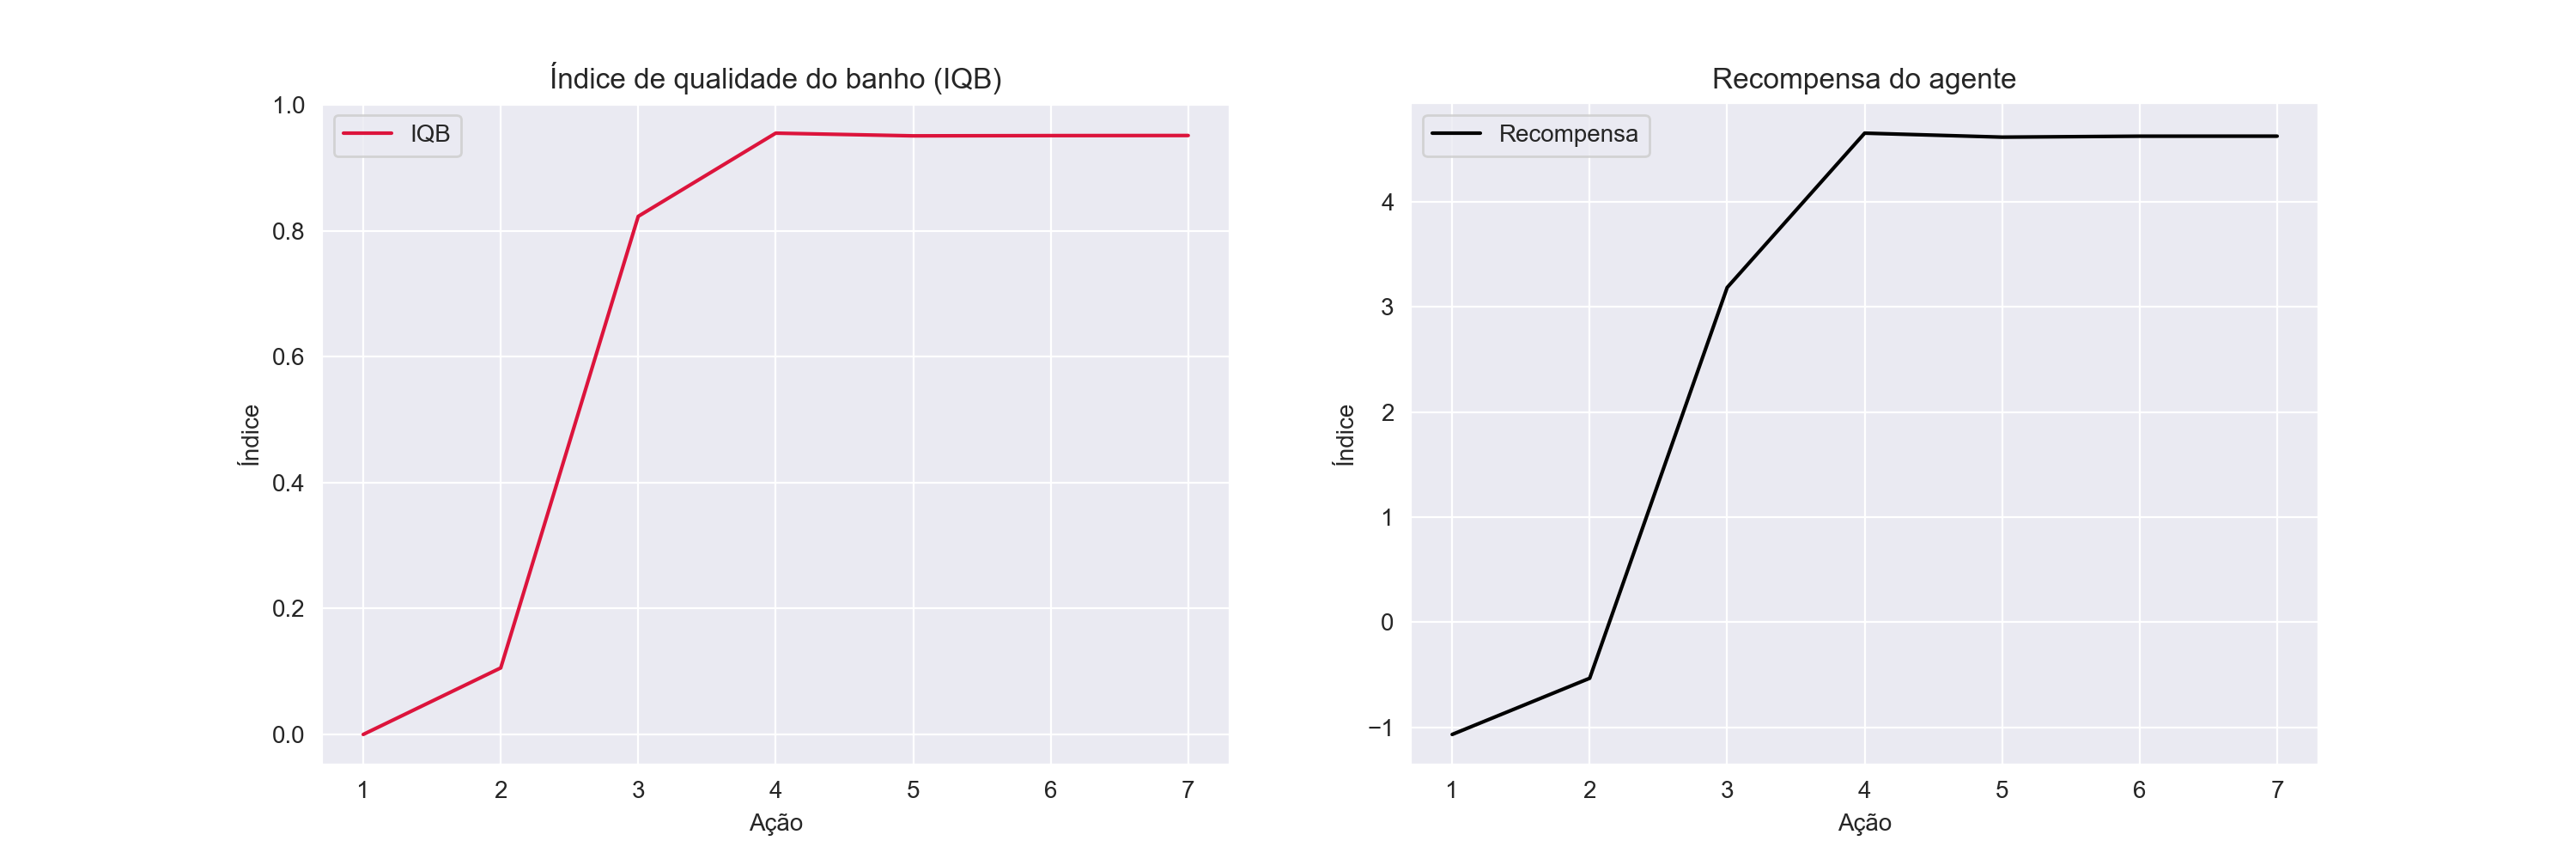 Índice de qualidade do banho (IQB)
IQB
1.0
0.8
0.6
0.4
0.2
0.0
Índice
1 2 3 4 5 6 7
Ação
Recompensa do agente
Recompensa
4
3
2
1
0
−1
Índice
1 2 3 4 5 6 7
Ação